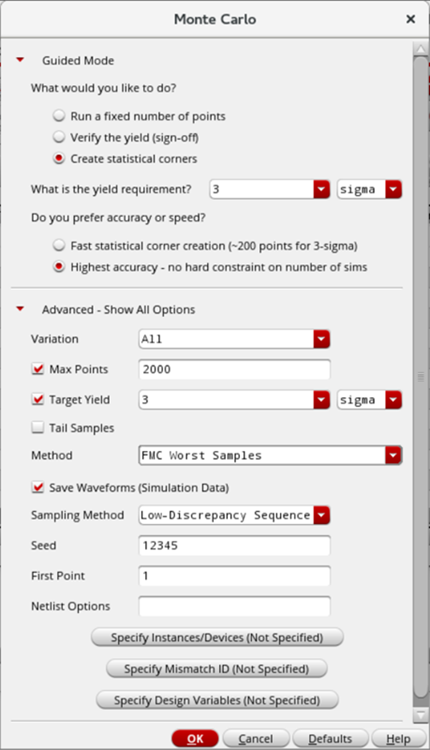 Monte Carlo
Guided Mode
What would you like to do?
Run a fixed number of points
Verify the yield (sign-off)
Create statistical corners
What is the yield requirement? 3 sigma
Do you prefer accuracy or speed?
Fast statistical corner creation (~200 points for 3-sigma)
Highest accuracy - no hard constraint on number of sims
Advanced - Show All Options
Variation All
Max Points 2000
Target Yield 3 sigma
Tail Samples
Method FMC Worst Samples
Save Waveforms (Simulation Data)
Sampling Method Low-Discrepancy Sequence
Seed 12345
First Point 1
Netlist Options
Specify Instances/Devices (Not Specified)
Specify Mismatch ID (Not Specified)
Specify Design Variables (Not Specified)
OK Cancel Defaults Help